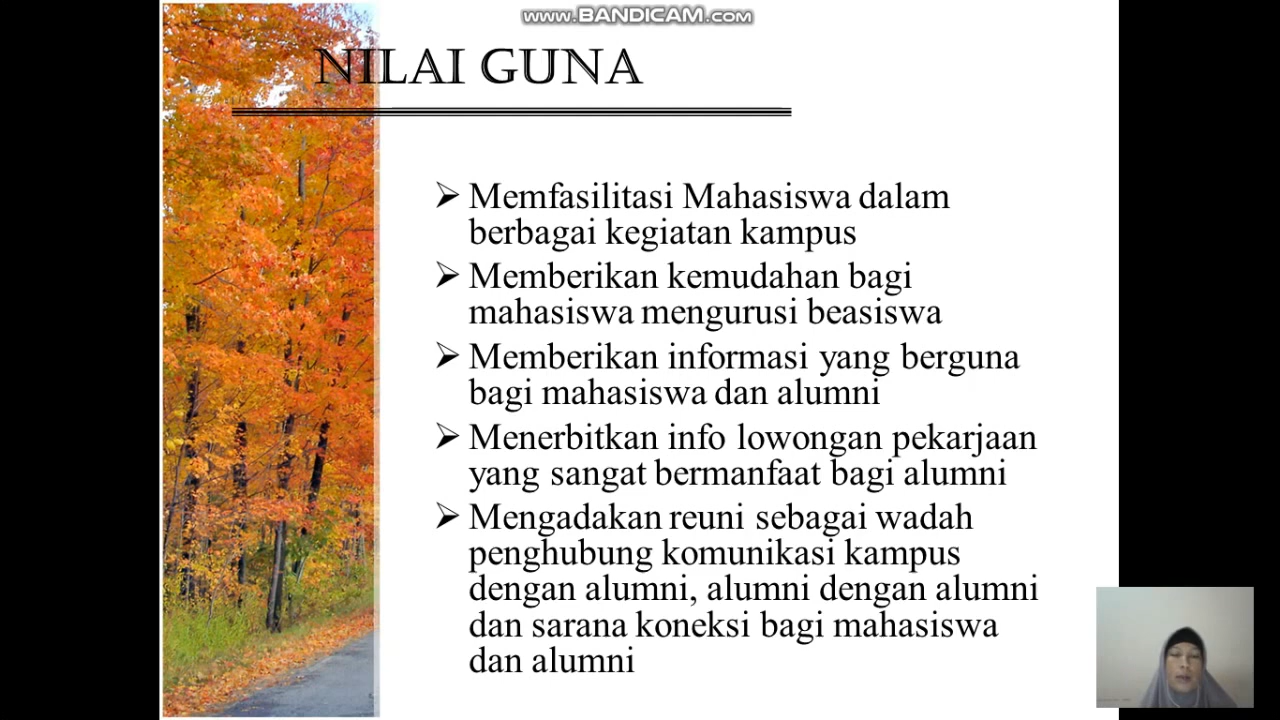 www.BANDICAM.com
NILAI GUNA
➢ Memfasilitasi Mahasiswa dalam
berbagai kegiatan kampus
➢ Memberikan kemudahan bagi
mahasiswa mengurusi beasiswa
➢ Memberikan informasi yang berguna
bagi mahasiswa dan alumni
➢ Menerbitkan info lowongan pekarjaan
yang sangat bermanfaat bagi alumni
➢ Mengadakan reuni sebagai wadah
penghubung komunikasi kampus
dengan alumni, alumni dengan alumni
dan sarana koneksi bagi mahasiswa
dan alumni